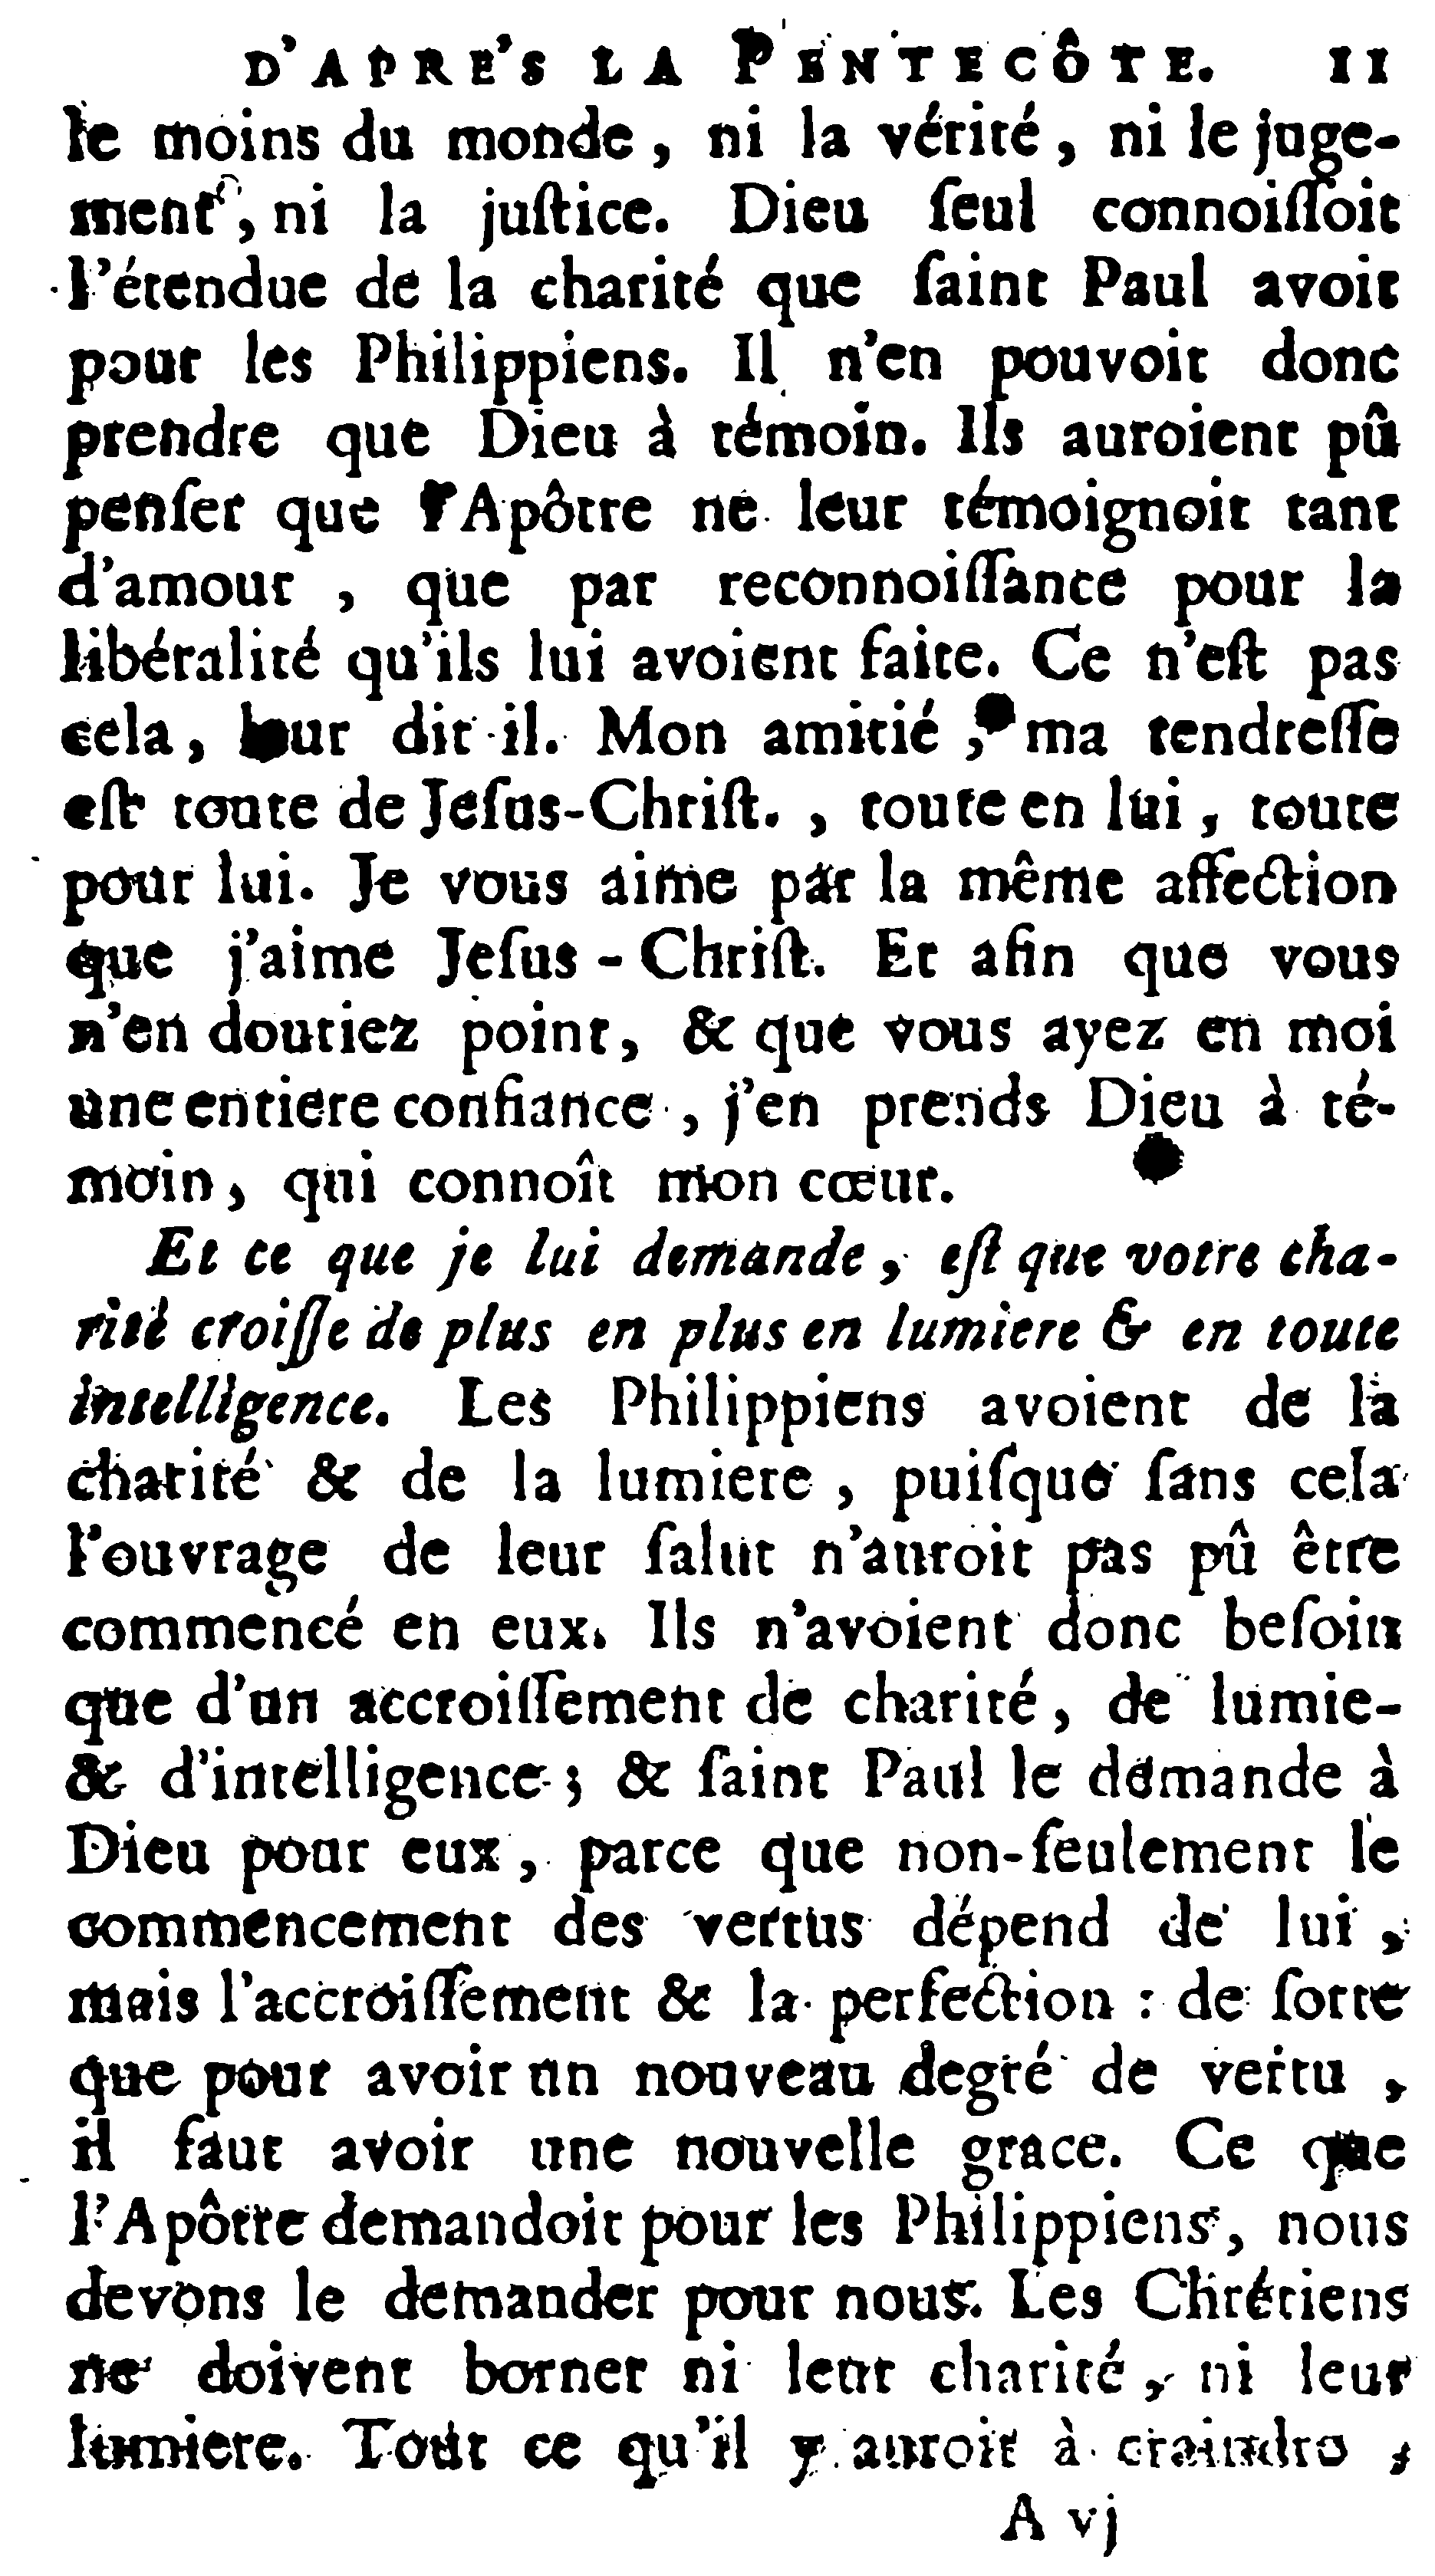 D'APRE'S LA PENTECÔTE. 11
le moins du monde, ni la vérité, ni le juge-
ment, ni la juſtice. Dieu ſeul connoiſſoit
l'étendue de la charité que ſaint Paul avoit
pour les Philippiens. Il n'en pouvoit donc
prendre que Dieu à témoin. Ils auroient pû
penſer que l'Apôtre ne leur témoignoit tant
d'amour, que par reconnoiſſance pour la
libéralité qu'ils lui avoient faite. Ce n'eſt pas
cela, leur dit-il. Mon amitié, ma tendreſſe
eſt toute de Jeſus-Chriſt., toute en lui, toute
pour lui. Je vous aime par la même affection
que j'aime Jeſus-Chriſt. Et afin que vous
n'en doutiez point, & que vous ayez en moi
une entiere confiance, j'en prends Dieu à té-
moin, qui connoît mon cœur.
Et ce que je lui demande, eſt que votre cha-
rité croiſſe de plus en plus en lumiere & en toute
intelligence. Les Philippiens avoient de la
charité & de la lumiere, puiſque ſans cela
l'ouvrage de leur ſalut n'auroit pas pû être
commencé en eux. Ils n'avoient donc beſoin
que d'un accroiſſement de charité, de lumie-
& d'intelligence; & ſaint Paul le demande à
Dieu pour eux, parce que non-ſeulement le
commencement des vertus dépend de lui,
mais l'accroiſſement & la perfection : de ſorte
que pour avoir un nouveau degré de vertu,
il faut avoir une nouvelle grace. Ce que
l'Apôtre demandoit pour les Philippiens, nous
devons le demander pour nous. Les Chrétiens
ne doivent borner ni leur charité, ni leur
lumiere. Tout ce qu'il y auroit à craindre,
A vj